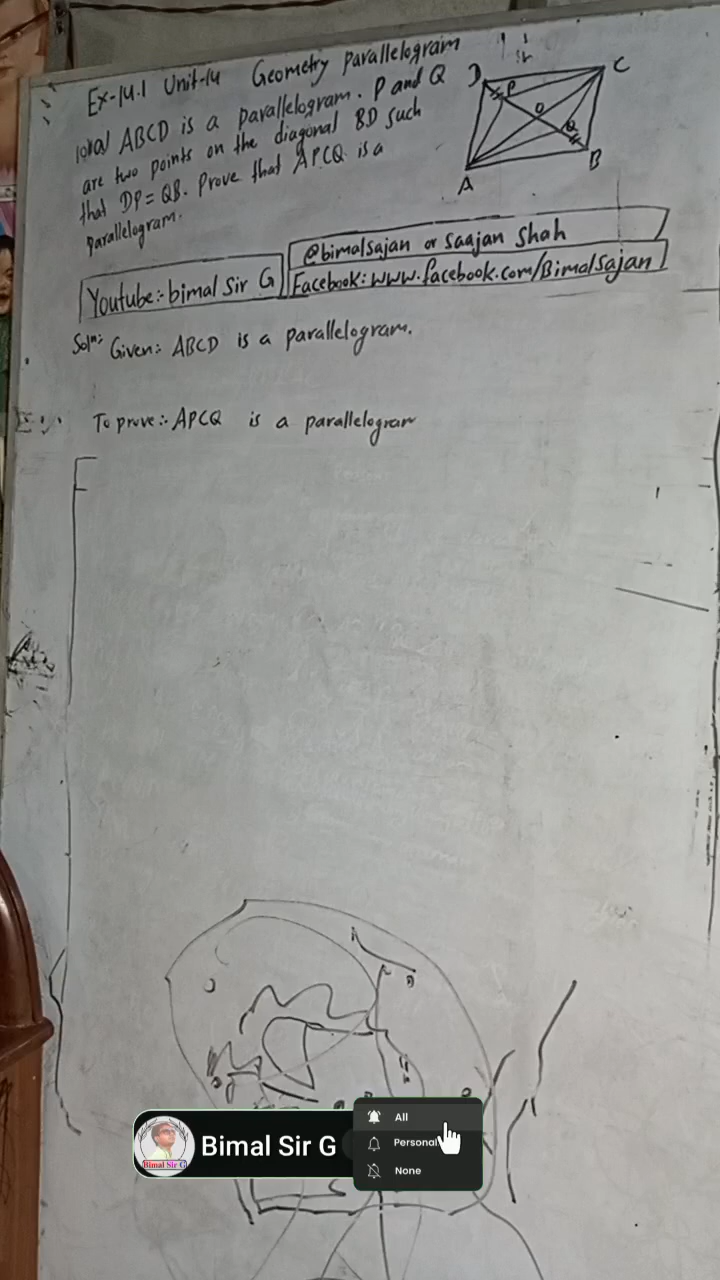 Ex-14.1 Unit-14 Geometry parallelogram
ABCD is a parallelogram. P and Q
are two points on the diagonal BD such
that DP = QB. Prove that APCQ is a
parallelogram.
D P C
O
Q
A B
@bimalsajan or Saajan Shah
Youtube:- bimal Sir G
Facebook: www.facebook.com/Bimalsajan
Solⁿ: Given: ABCD is a parallelogram.
To prove:- APCQ is a parallelogram
Bimal Sir G
Bimal Sir G
All
Personal
None